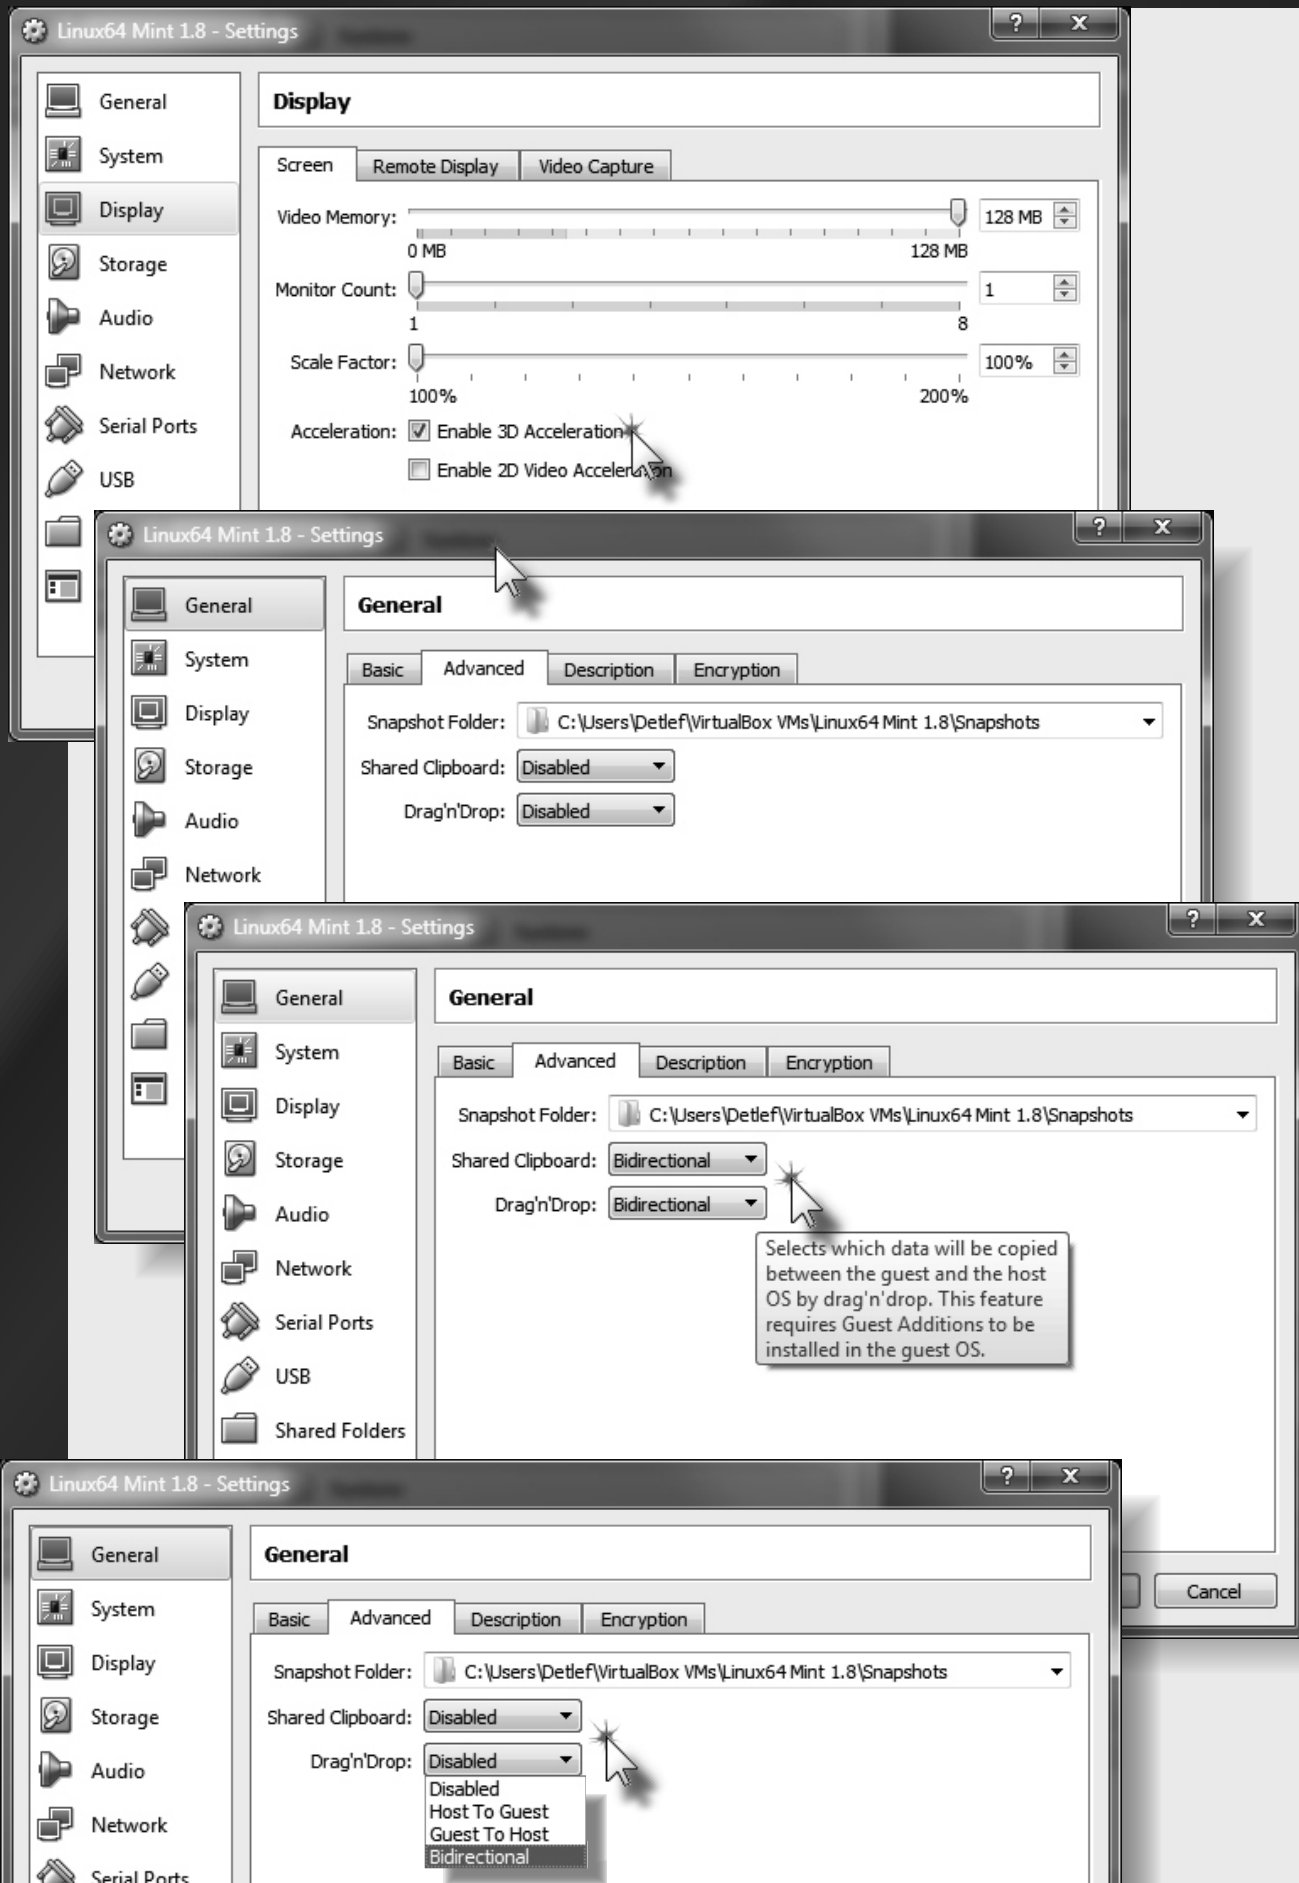 Linux64 Mint 1.8 - Settings
?
X
General
System
Display
Storage
Audio
Network
Serial Ports
USB
Display
Screen
Remote Display
Video Capture
Video Memory:
128 MB
0 MB
128 MB
Monitor Count:
1
1
8
Scale Factor:
100%
100%
200%
Acceleration:
Enable 3D Acceleration
Enable 2D Video Acceleration
Linux64 Mint 1.8 - Settings
?
X
General
System
Display
Storage
Audio
Network
General
Basic
Advanced
Description
Encryption
Snapshot Folder:
C:\Users\Detlef\VirtualBox VMs\Linux64 Mint 1.8\Snapshots
Shared Clipboard:
Disabled
Drag'n'Drop:
Disabled
Linux64 Mint 1.8 - Settings
?
X
General
System
Display
Storage
Audio
Network
Serial Ports
USB
Shared Folders
General
Basic
Advanced
Description
Encryption
Snapshot Folder:
C:\Users\Detlef\VirtualBox VMs\Linux64 Mint 1.8\Snapshots
Shared Clipboard:
Bidirectional
Drag'n'Drop:
Bidirectional
Selects which data will be copied
between the guest and the host
OS by drag'n'drop. This feature
requires Guest Additions to be
installed in the guest OS.
Cancel
Linux64 Mint 1.8 - Settings
?
X
General
System
Display
Storage
Audio
Network
Serial Ports
General
Basic
Advanced
Description
Encryption
Snapshot Folder:
C:\Users\Detlef\VirtualBox VMs\Linux64 Mint 1.8\Snapshots
Shared Clipboard:
Disabled
Drag'n'Drop:
Disabled
Disabled
Host To Guest
Guest To Host
Bidirectional